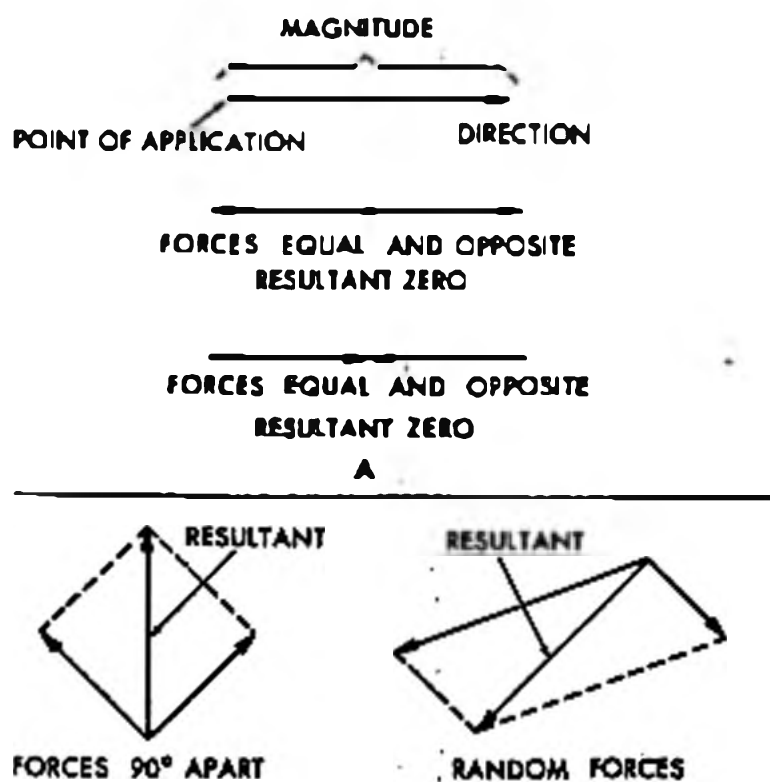 MAGNITUDE
POINT OF APPLICATION
DIRECTION
FORCES EQUAL AND OPPOSITE
RESULTANT ZERO
FORCES EQUAL AND OPPOSITE
RESULTANT ZERO
A
RESULTANT
RESULTANT
FORCES 90° APART
RANDOM FORCES